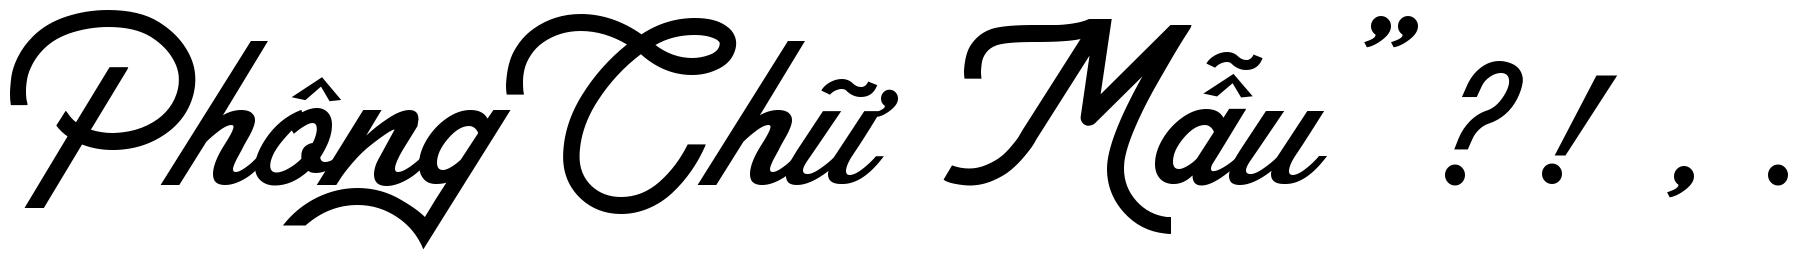 Phông Chữ Mẫu ” ? ! , .